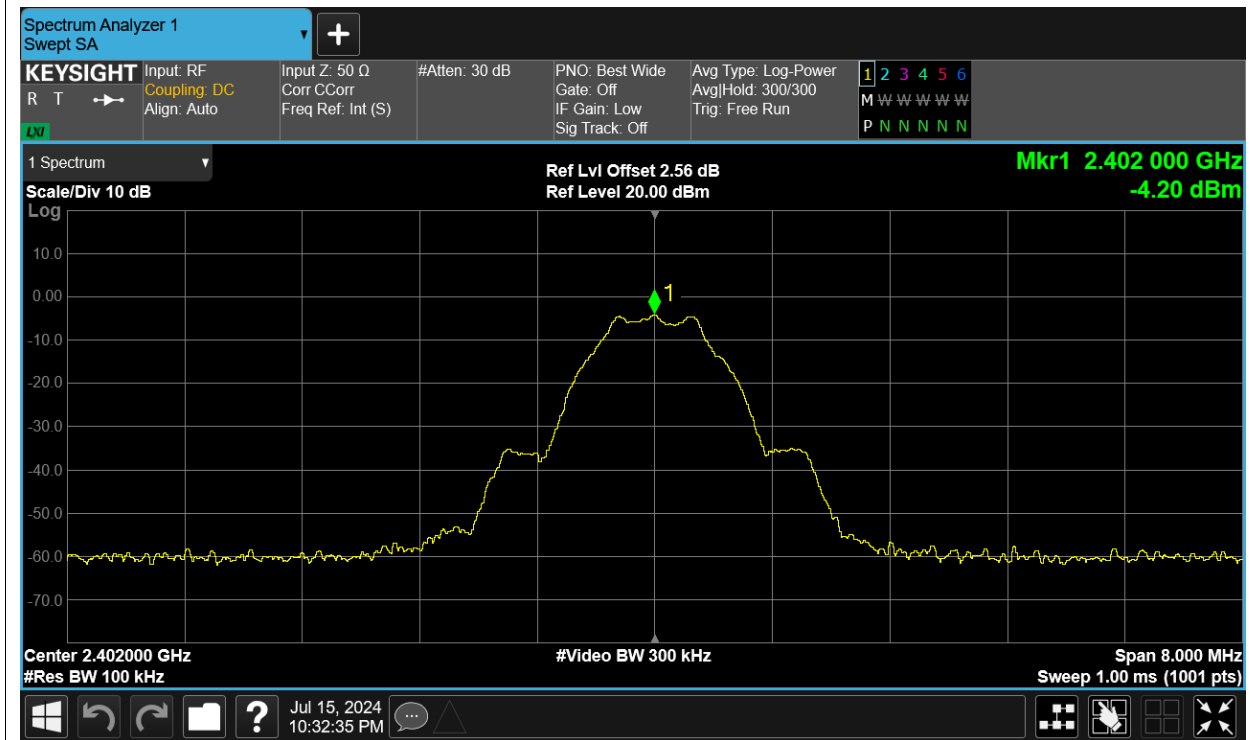 Spectrum Analyzer 1
Swept SA
KEYSIGHT
R T
LXI
Input: RF
Coupling: DC
Align: Auto
Input Z: 50 Ω
Corr CCorr
Freq Ref: Int (S)
#Atten: 30 dB
PNO: Best Wide
Gate: Off
IF Gain: Low
Sig Track: Off
Avg Type: Log-Power
Avg|Hold: 300/300
Trig: Free Run
1 2 3 4 5 6
M W W W W W
P N N N N N
1 Spectrum
Scale/Div 10 dB
Log
Ref Lvl Offset 2.56 dB
Ref Level 20.00 dBm
Mkr1 2.402 000 GHz
-4.20 dBm
1
10.0
0.00
-10.0
-20.0
-30.0
-40.0
-50.0
-60.0
-70.0
Center 2.402000 GHz
#Res BW 100 kHz
#Video BW 300 kHz
Span 8.000 MHz
Sweep 1.00 ms (1001 pts)
?
Jul 15, 2024
10:32:35 PM